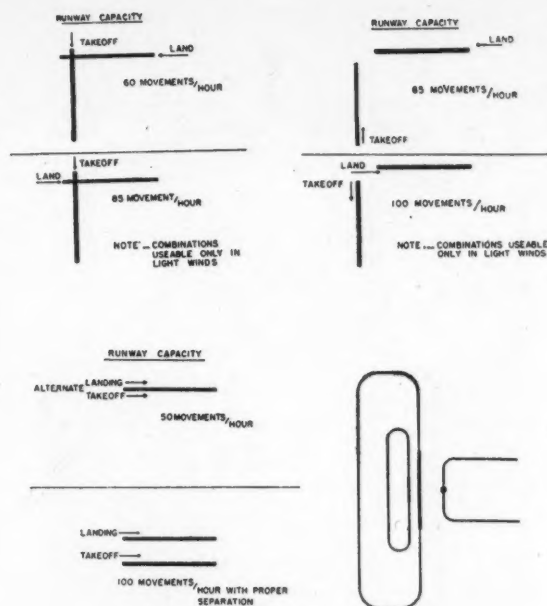 RUNWAY CAPACITY
TAKEOFF
LAND
60 MOVEMENTS/HOUR
TAKEOFF
LAND
85 MOVEMENT/HOUR
NOTE — COMBINATIONS
USEABLE ONLY IN
LIGHT WINDS
RUNWAY CAPACITY
LAND
85 MOVEMENTS/HOUR
TAKEOFF
LAND
TAKEOFF
100 MOVEMENTS/HOUR
NOTE — COMBINATIONS USEABLE
ONLY IN LIGHT WINDS
RUNWAY CAPACITY
ALTERNATE LANDING
TAKEOFF
50 MOVEMENTS/HOUR
LANDING
TAKEOFF
100 MOVEMENTS/HOUR WITH PROPER
SEPARATION